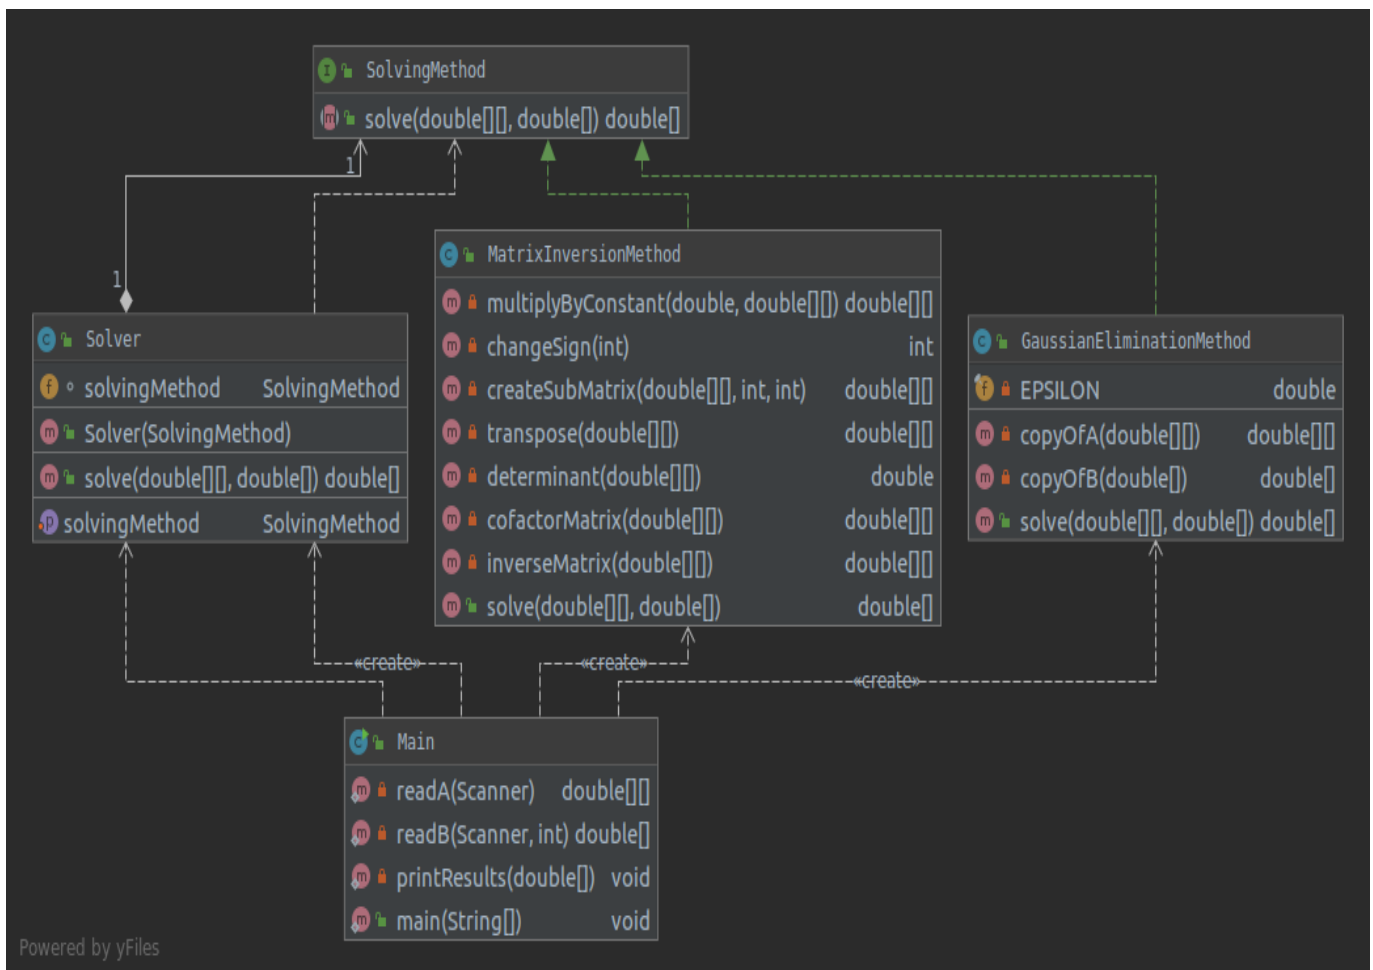 SolvingMethod
solve(double[][], double[]) double[]
1
1
MatrixInversionMethod
multiplyByConstant(double, double[][]) double[][]
changeSign(int) int
createSubMatrix(double[][], int, int) double[][]
transpose(double[][]) double[][]
determinant(double[][]) double
cofactorMatrix(double[][]) double[][]
inverseMatrix(double[][]) double[][]
solve(double[][], double[]) double[]
Solver
solvingMethod SolvingMethod
Solver(SolvingMethod)
solve(double[][], double[]) double[]
solvingMethod SolvingMethod
GaussianEliminationMethod
EPSILON double
copyOfA(double[][]) double[][]
copyOfB(double[]) double[]
solve(double[][], double[]) double[]
«create»
«create»
«create»
Main
readA(Scanner) double[][]
readB(Scanner, int) double[]
printResults(double[]) void
main(String[]) void
Powered by yFiles